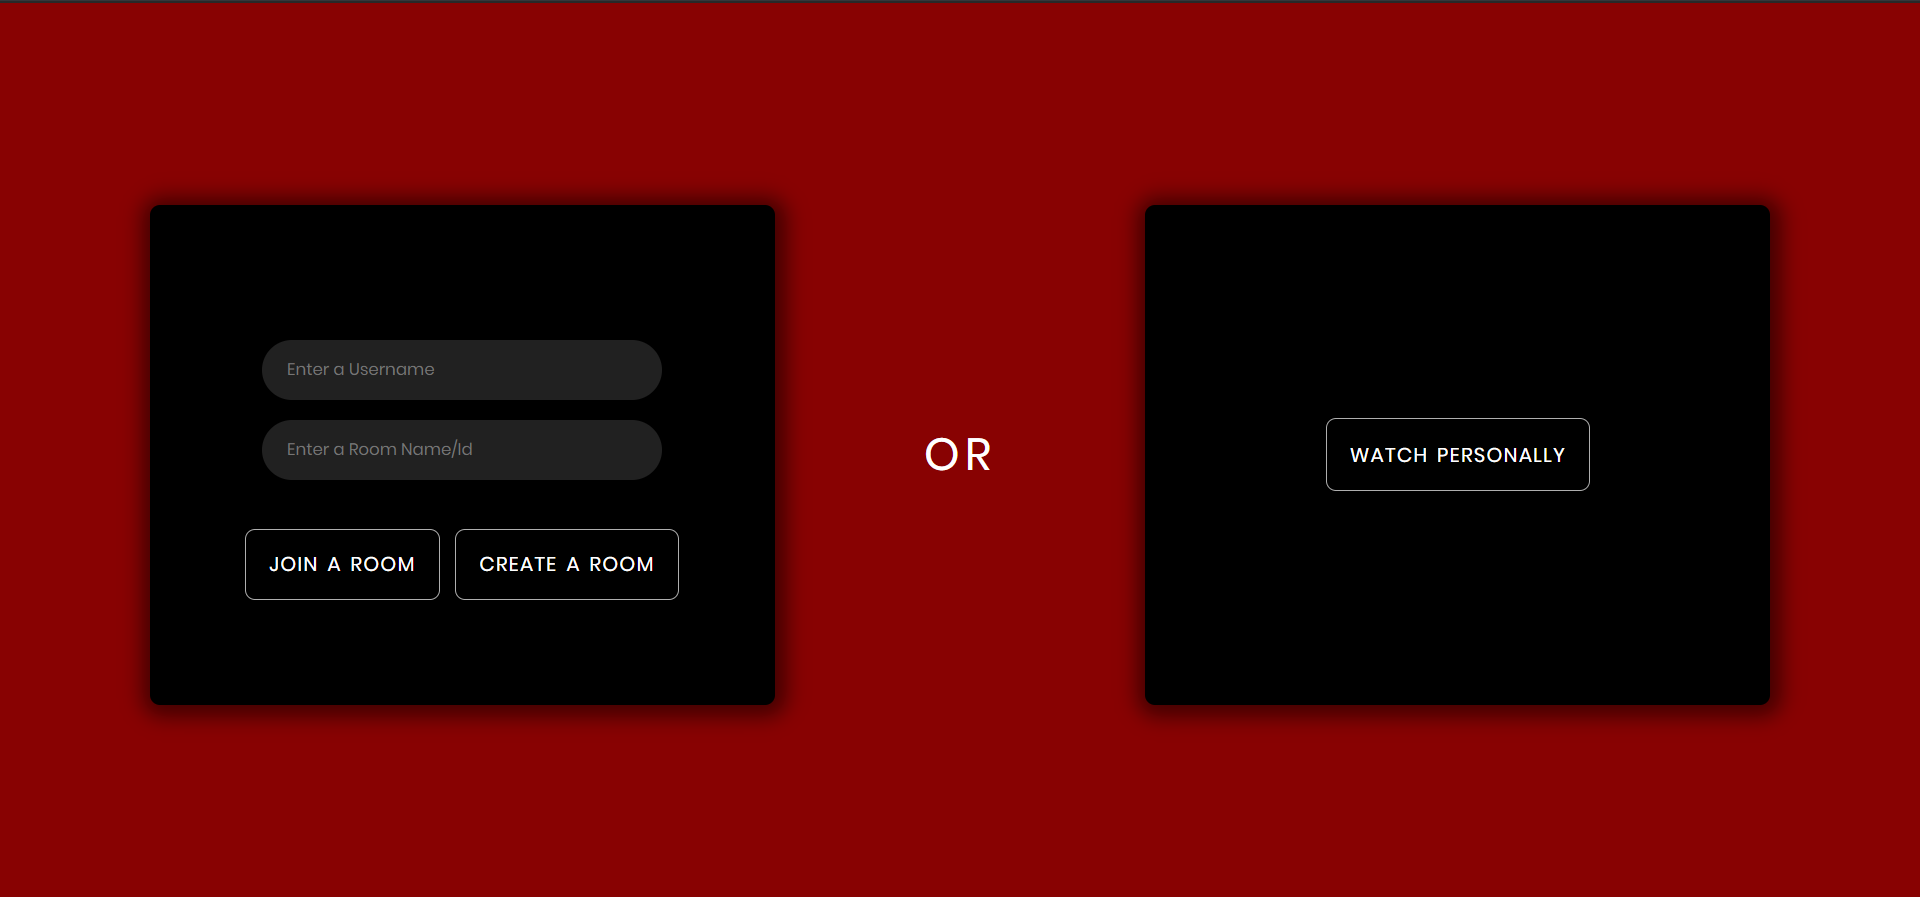 Enter a Username
Enter a Room Name/Id
JOIN A ROOM
CREATE A ROOM
OR
WATCH PERSONALLY